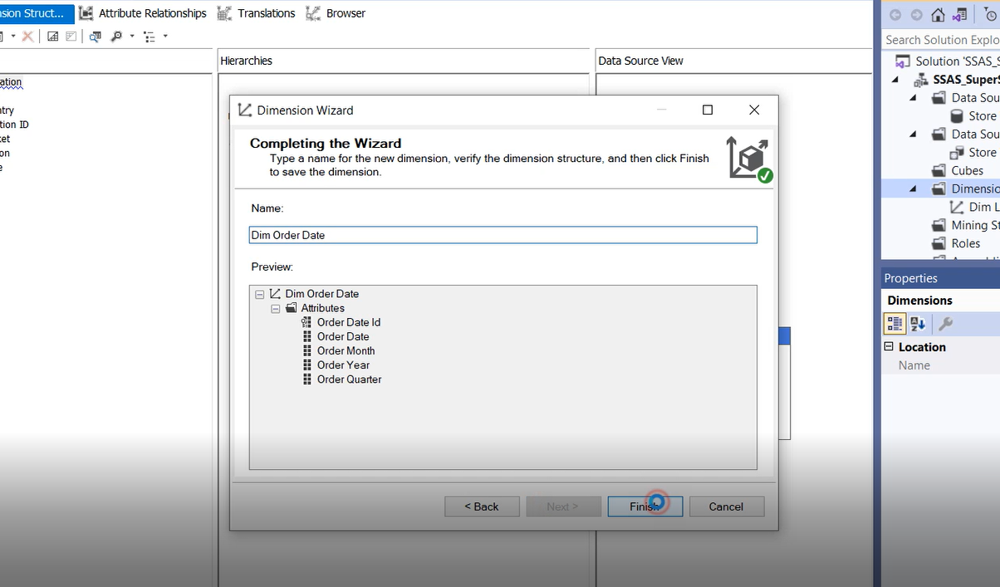 sion Struct...
Attribute Relationships
Translations
Browser
Hierarchies
Data Source View
ation
try
tion ID
ket
on
e
Dimension Wizard
Completing the Wizard
Type a name for the new dimension, verify the dimension structure, and then click Finish
to save the dimension.
Name:
Dim Order Date
Preview:
Dim Order Date
Attributes
Order Date Id
Order Date
Order Month
Order Year
Order Quarter
< Back
Next >
Finish
Cancel
Search Solution Explo
Solution 'SSAS_S
SSAS_SuperS
Data Sou
Store
Data Sou
Store
Cubes
Dimensio
Dim L
Mining St
Roles
Properties
Dimensions
Location
Name